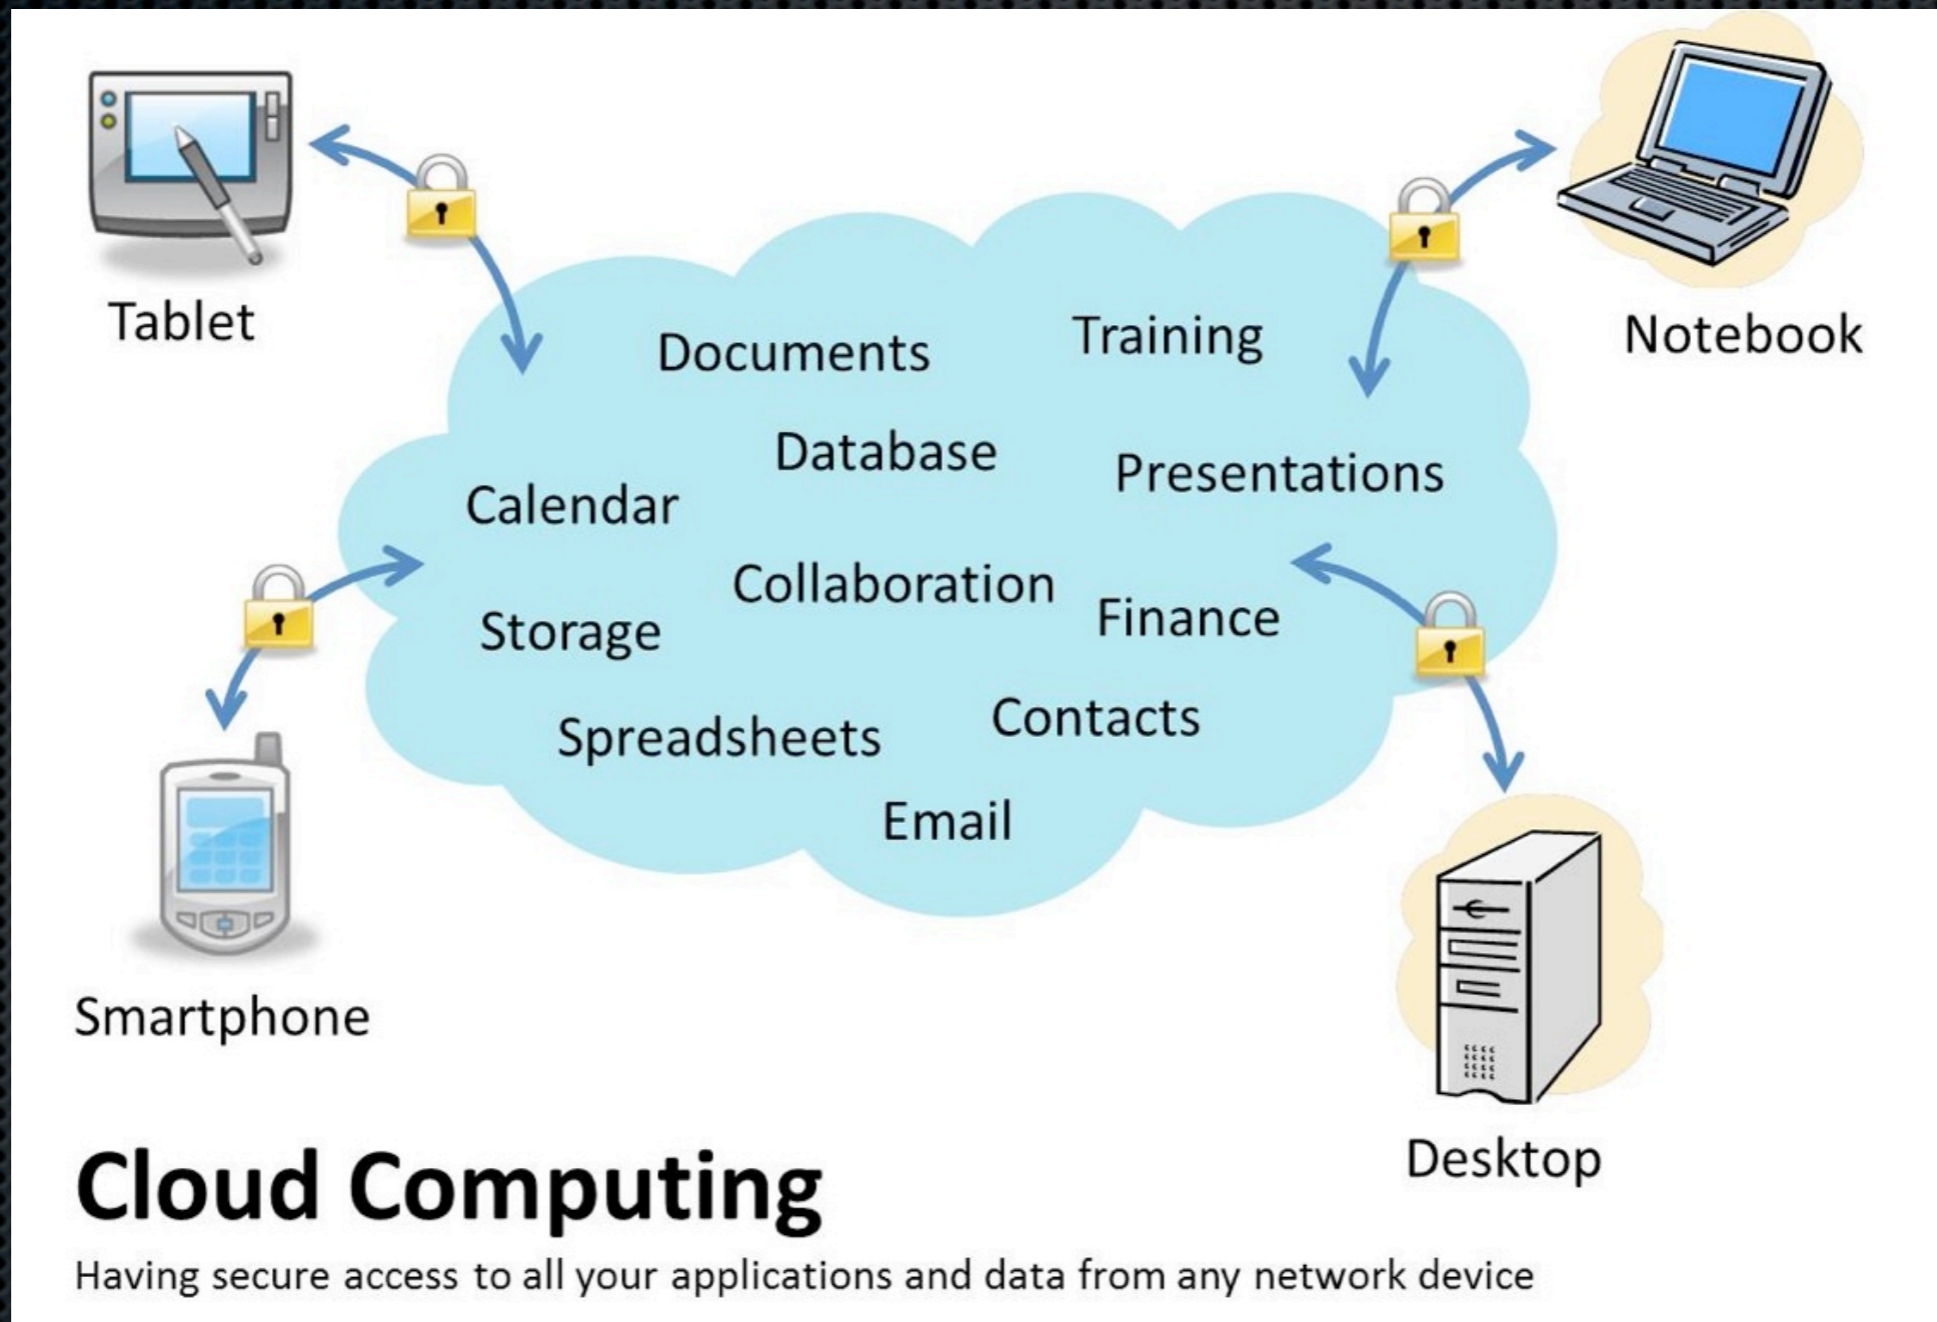 Tablet
Notebook
Documents
Training
Database
Presentations
Calendar
Collaboration
Finance
Storage
Contacts
Spreadsheets
Email
Smartphone
Desktop
Cloud Computing
Having secure access to all your applications and data from any network device